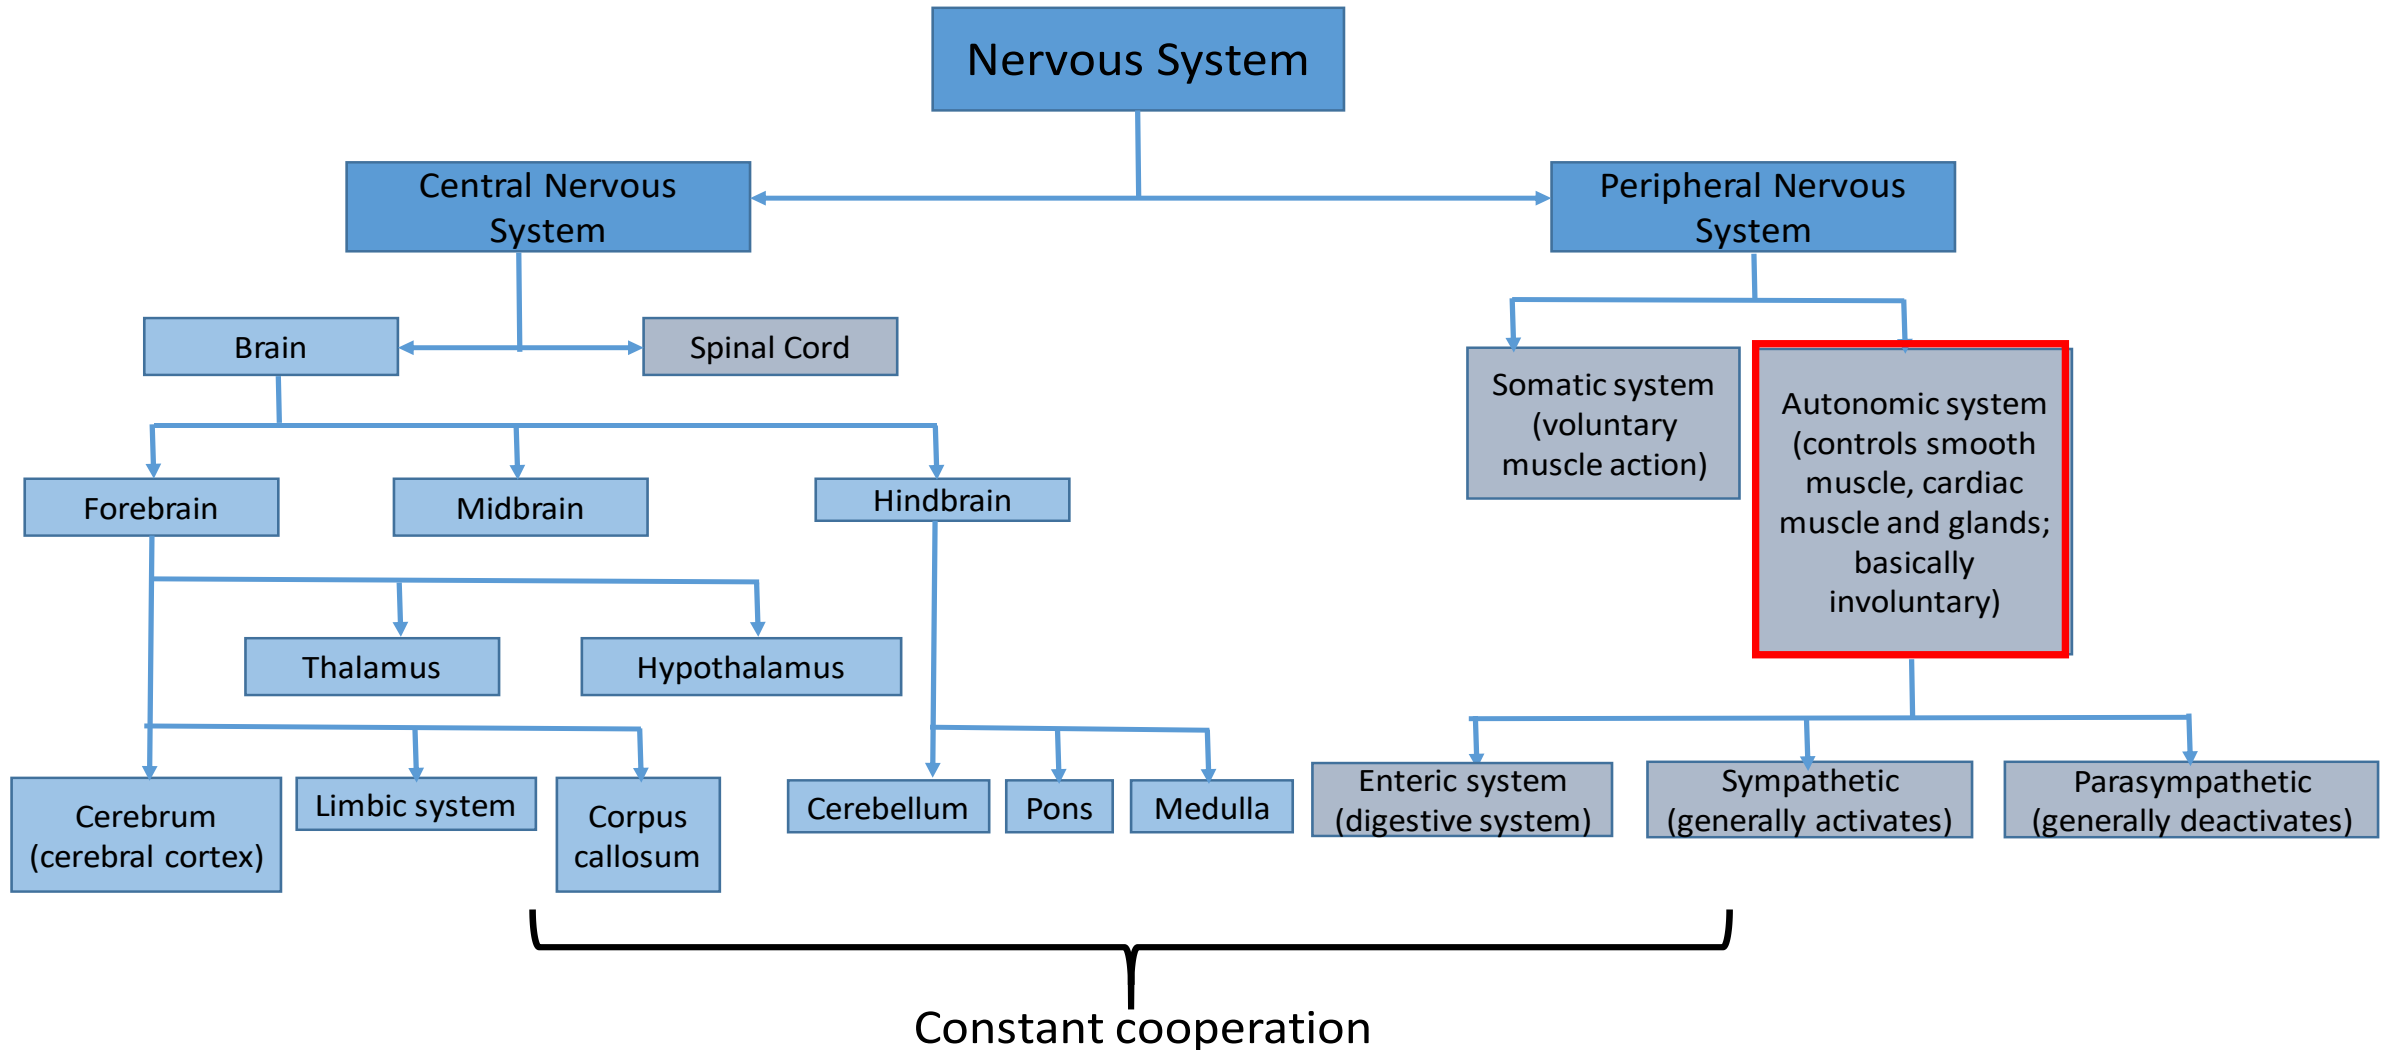 Nervous System
Central Nervous
System
Peripheral Nervous
System
Brain
Spinal Cord
Somatic system
(voluntary
muscle action)
Autonomic system
(controls smooth
muscle, cardiac
muscle and glands;
basically
involuntary)
Forebrain
Midbrain
Hindbrain
Thalamus
Hypothalamus
Cerebrum
(cerebral cortex)
Limbic system
Corpus
callosum
Cerebellum
Pons
Medulla
Enteric system
(digestive system)
Sympathetic
(generally activates)
Parasympathetic
(generally deactivates)
Constant cooperation